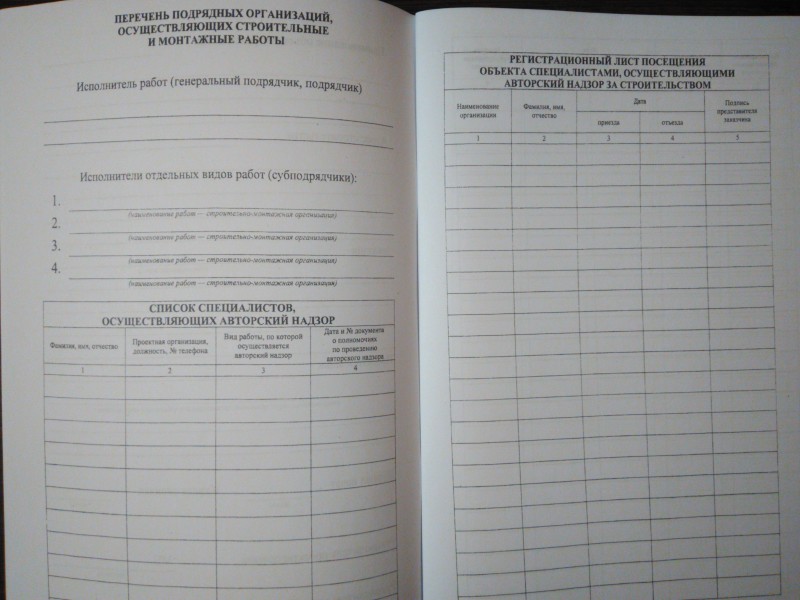 ПЕРЕЧЕНЬ ПОДРЯДНЫХ ОРГАНИЗАЦИЙ,
ОСУЩЕСТВЛЯЮЩИХ СТРОИТЕЛЬНЫЕ
И МОНТАЖНЫЕ РАБОТЫ
Исполнитель работ (генеральный подрядчик, подрядчик)
Исполнители отдельных видов работ (субподрядчики):
1.
(наименование работ — строительно-монтажная организация)
2.
(наименование работ — строительно-монтажная организация)
3.
(наименование работ — строительно-монтажная организация)
4.
(наименование работ — строительно-монтажная организация)
СПИСОК СПЕЦИАЛИСТОВ,
ОСУЩЕСТВЛЯЮЩИХ АВТОРСКИЙ НАДЗОР
Фамилия, имя, отчество
Проектная организация,
должность, № телефона
Вид работы, по которой
осуществляется
авторский надзор
Дата и № документа
о полномочиях
по проведению
авторского надзора
1 2 3 4
РЕГИСТРАЦИОННЫЙ ЛИСТ ПОСЕЩЕНИЯ
ОБЪЕКТА СПЕЦИАЛИСТАМИ, ОСУЩЕСТВЛЯЮЩИМИ
АВТОРСКИЙ НАДЗОР ЗА СТРОИТЕЛЬСТВОМ
Наименование
организации
Фамилия, имя,
отчество
Дата
приезда
отъезда
Подпись
представителя
заказчика
1 2 3 4 5